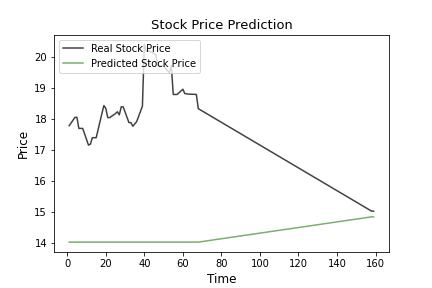 Stock Price Prediction
Real Stock Price
Predicted Stock Price
Price
20
19
18
17
16
15
14
0 20 40 60 80 100 120 140 160
Time